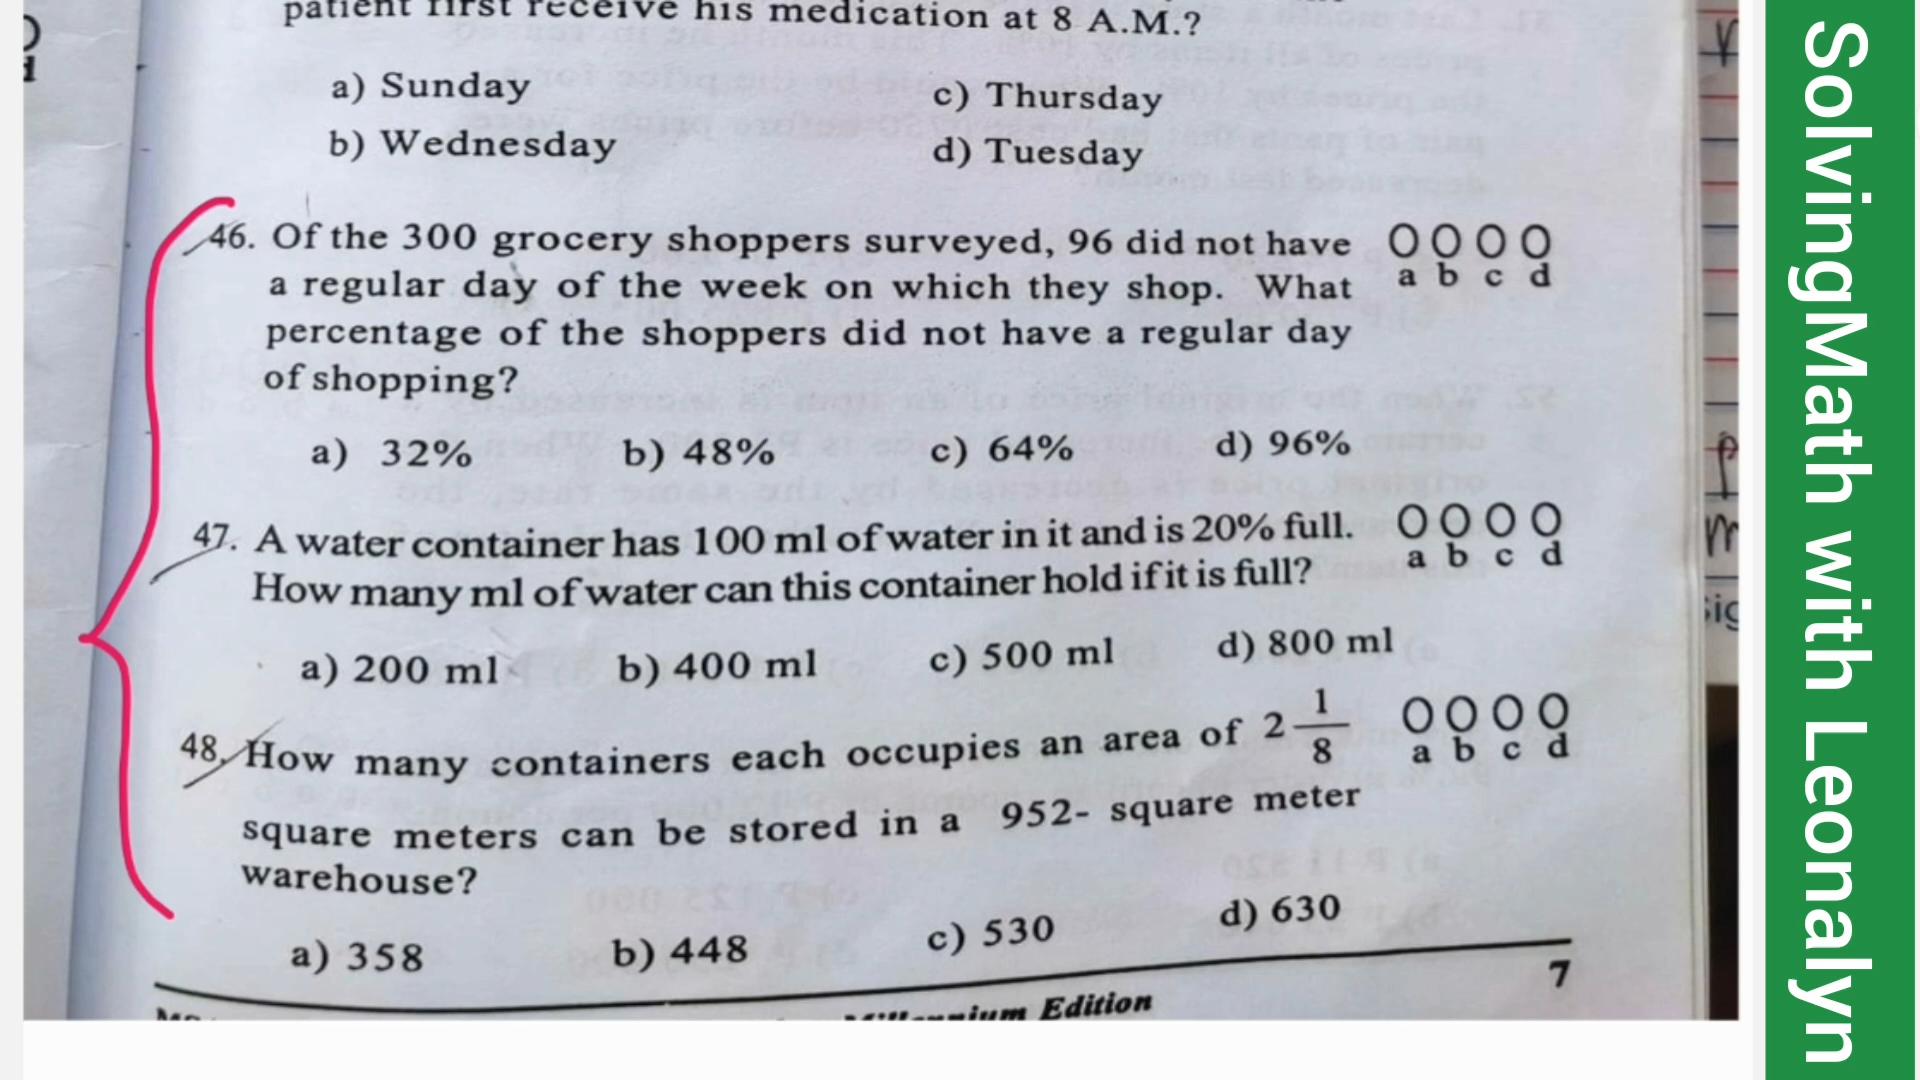 patient first receive his medication at 8 A.M.?
a) Sunday
c) Thursday
b) Wednesday
d) Tuesday
46. Of the 300 grocery shoppers surveyed, 96 did not have
a regular day of the week on which they shop. What
percentage of the shoppers did not have a regular day
of shopping?
a b c d
a) 32% b) 48% c) 64% d) 96%
47. A water container has 100 ml of water in it and is 20% full.
How many ml of water can this container hold if it is full?
a b c d
a) 200 ml b) 400 ml c) 500 ml d) 800 ml
48. How many containers each occupies an area of 2 1/8
square meters can be stored in a 952- square meter
warehouse?
a b c d
a) 358 b) 448 c) 530 d) 630
7
Millennium Edition
SolvingMath with Leonalyn